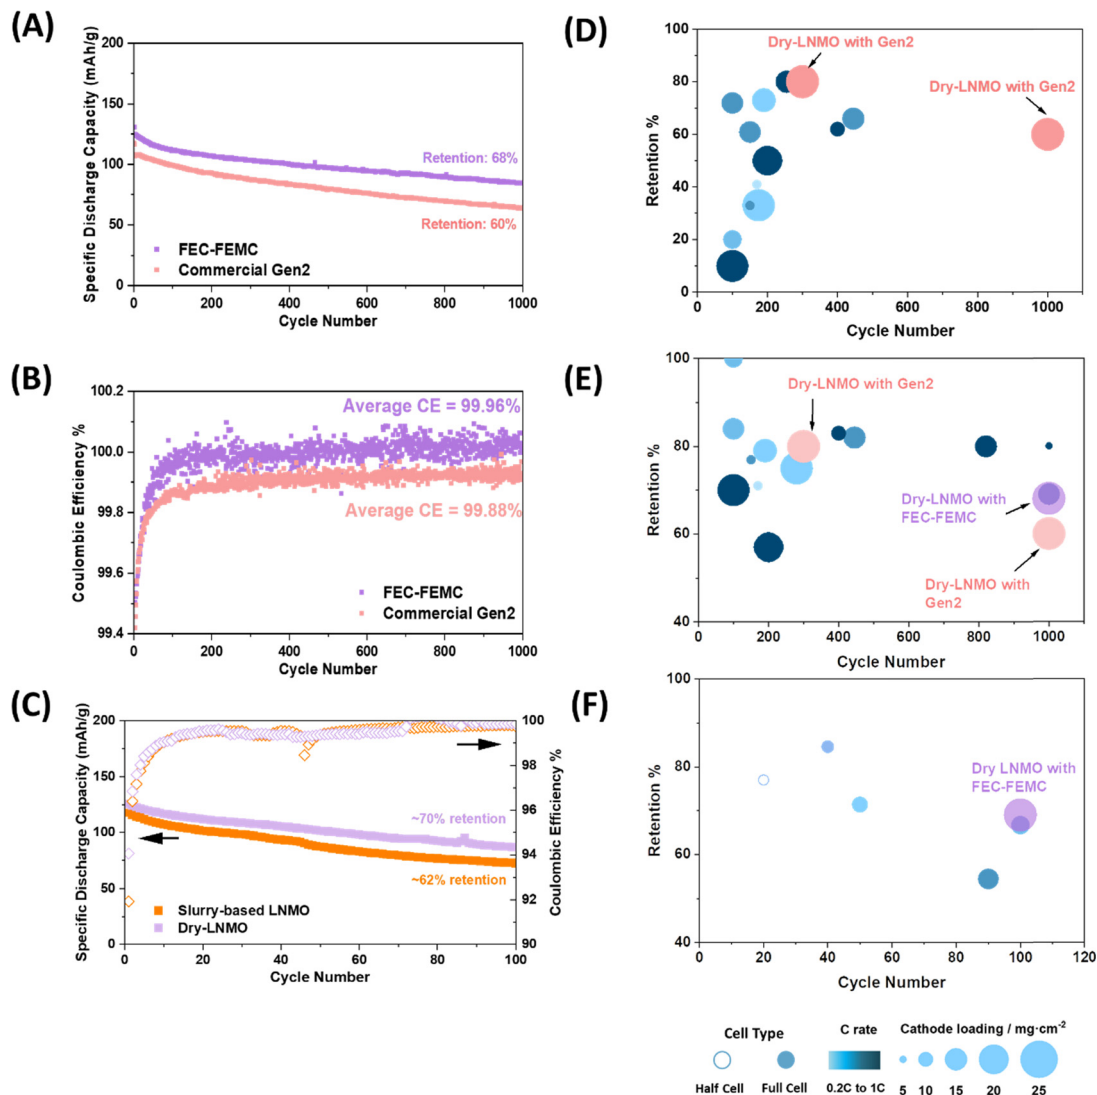 (A)
200
150
100
50
0
Specific Discharge Capacity (mAh/g)
Retention: 68%
Retention: 60%
FEC-FEMC
Commercial Gen2
0 200 400 600 800 1000
Cycle Number
(D)
100
80
60
40
20
0
Retention %
Dry-LNMO with Gen2
Dry-LNMO with Gen2
0 200 400 600 800 1000
Cycle Number
(B)
100.2
100.0
99.8
99.6
99.4
Coulombic Efficiency %
Average CE = 99.96%
Average CE = 99.88%
FEC-FEMC
Commercial Gen2
0 200 400 600 800 1000
Cycle Number
(E)
100
80
60
40
Retention %
Dry-LNMO with Gen2
Dry-LNMO with
FEC-FEMC
Dry-LNMO with
Gen2
0 200 400 600 800 1000
Cycle Number
(C)
200
150
100
75
50
25
0
Specific Discharge Capacity (mAh/g)
100
98
96
94
92
90
Coulombic Efficiency %
~70% retention
~62% retention
Slurry-based LNMO
Dry-LNMO
0 20 40 60 80 100
Cycle Number
(F)
100
80
60
40
Retention %
Dry LNMO with
FEC-FEMC
0 20 40 60 80 100 120
Cycle Number
Cell Type
Half Cell
Full Cell
C rate
0.2C to 1C
Cathode loading / mg·cm⁻²
5 10 15 20 25